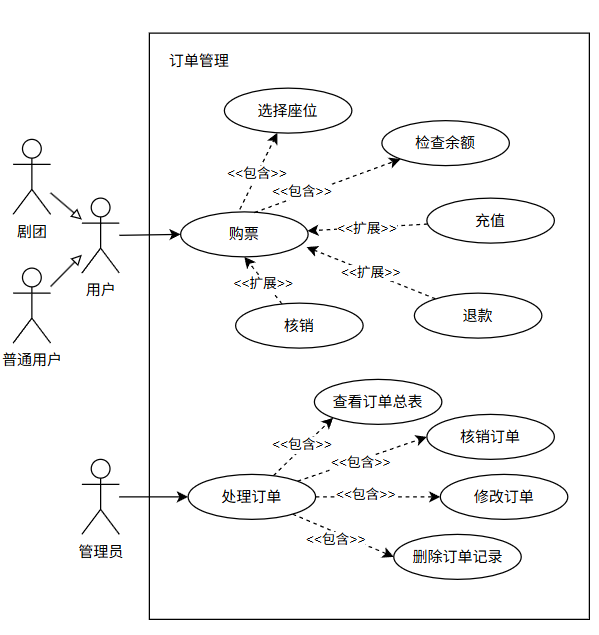 订单管理
选择座位
检查余额
<<包含>>
<<包含>>
剧团
购票
<<扩展>>
充值
用户
<<扩展>>
<<扩展>>
核销
退款
普通用户
查看订单总表
<<包含>>
核销订单
<<包含>>
处理订单
<<包含>>
修改订单
管理员
<<包含>>
删除订单记录